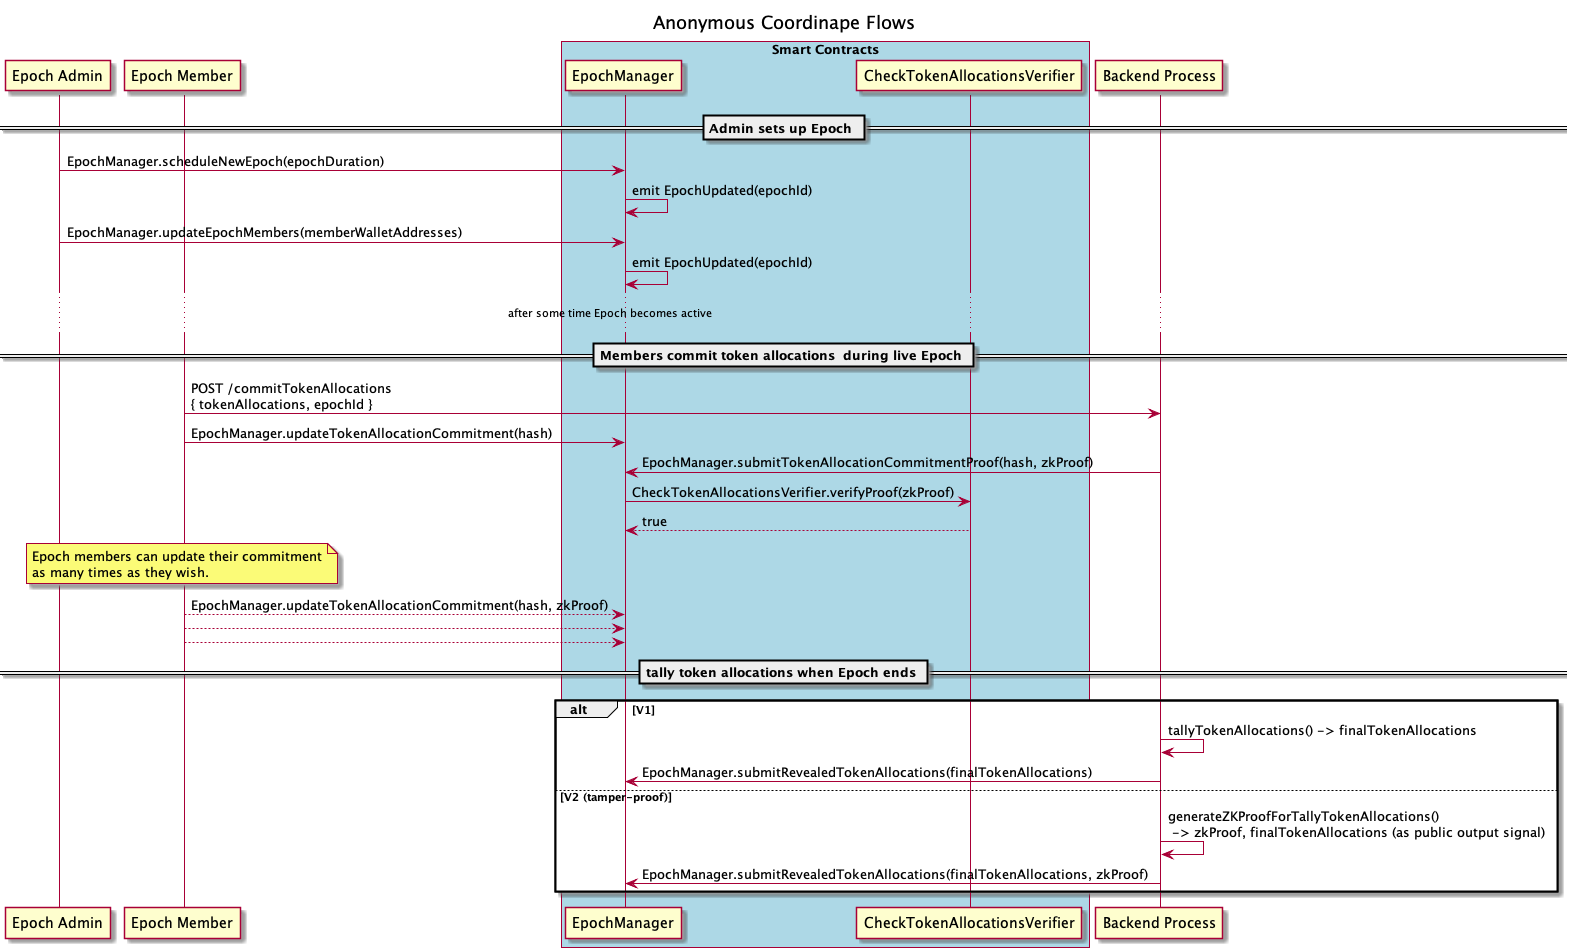 Anonymous Coordinape Flows
Smart Contracts
Epoch Admin
Epoch Member
EpochManager
CheckTokenAllocationsVerifier
Backend Process
Admin sets up Epoch
EpochManager.scheduleNewEpoch(epochDuration)
emit EpochUpdated(epochId)
EpochManager.updateEpochMembers(memberWalletAddresses)
emit EpochUpdated(epochId)
after some time Epoch becomes active
Members commit token allocations  during live Epoch
POST /commitTokenAllocations
{ tokenAllocations, epochId }
EpochManager.updateTokenAllocationCommitment(hash)
EpochManager.submitTokenAllocationCommitmentProof(hash, zkProof)
CheckTokenAllocationsVerifier.verifyProof(zkProof)
true
Epoch members can update their commitment
as many times as they wish.
EpochManager.updateTokenAllocationCommitment(hash, zkProof)
tally token allocations when Epoch ends
alt
[V1]
tallyTokenAllocations() -> finalTokenAllocations
EpochManager.submitRevealedTokenAllocations(finalTokenAllocations)
[V2 (tamper-proof)]
generateZKProofForTallyTokenAllocations()
-> zkProof, finalTokenAllocations (as public output signal)
EpochManager.submitRevealedTokenAllocations(finalTokenAllocations, zkProof)
Epoch Admin
Epoch Member
EpochManager
CheckTokenAllocationsVerifier
Backend Process